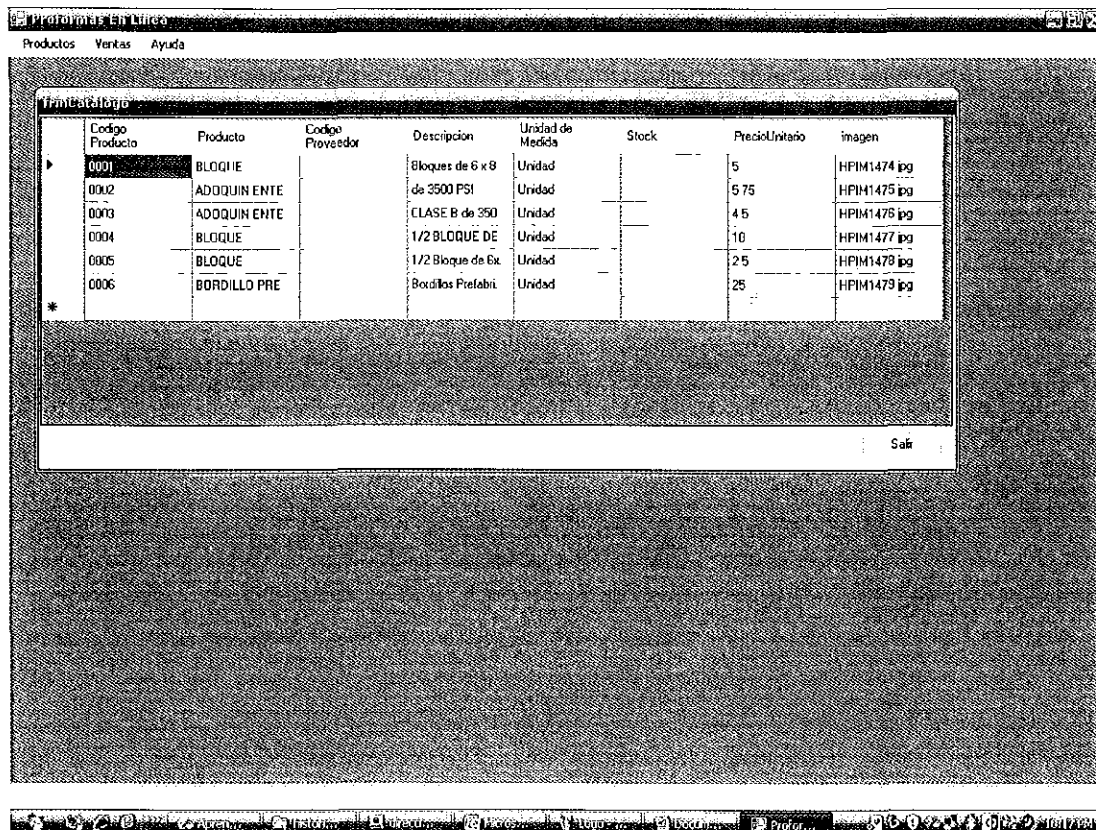 Proformas En Linea
Productos Ventas Ayuda
frmCatalogo
Codigo Producto Producto Codigo Proveedor Descripcion Unidad de Medida Stock PrecioUnitario imagen
0001 BLOQUE Bloques de 6 x 8 Unidad 5 HPIM1474 jpg
0002 ADOQUIN ENTE de 3500 PSI Unidad 5 75 HPIM1475 jpg
0003 ADOQUIN ENTE CLASE B de 350 Unidad 4 5 HPIM1476 jpg
0004 BLOQUE 1/2 BLOQUE DE Unidad 10 HPIM1477 jpg
0005 BLOQUE 1/2 Bloque de 6x. Unidad 2 5 HPIM1478 jpg
0006 BORDILLO PRE Bordillos Prefabri. Unidad 25 HPIM1479 jpg
Salir